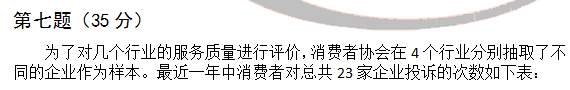 第七题（35 分）
为了对几个行业的服务质量进行评价，消费者协会在 4 个行业分别抽取了不
同的企业作为样本。最近一年中消费者对总共 23 家企业投诉的次数如下表：